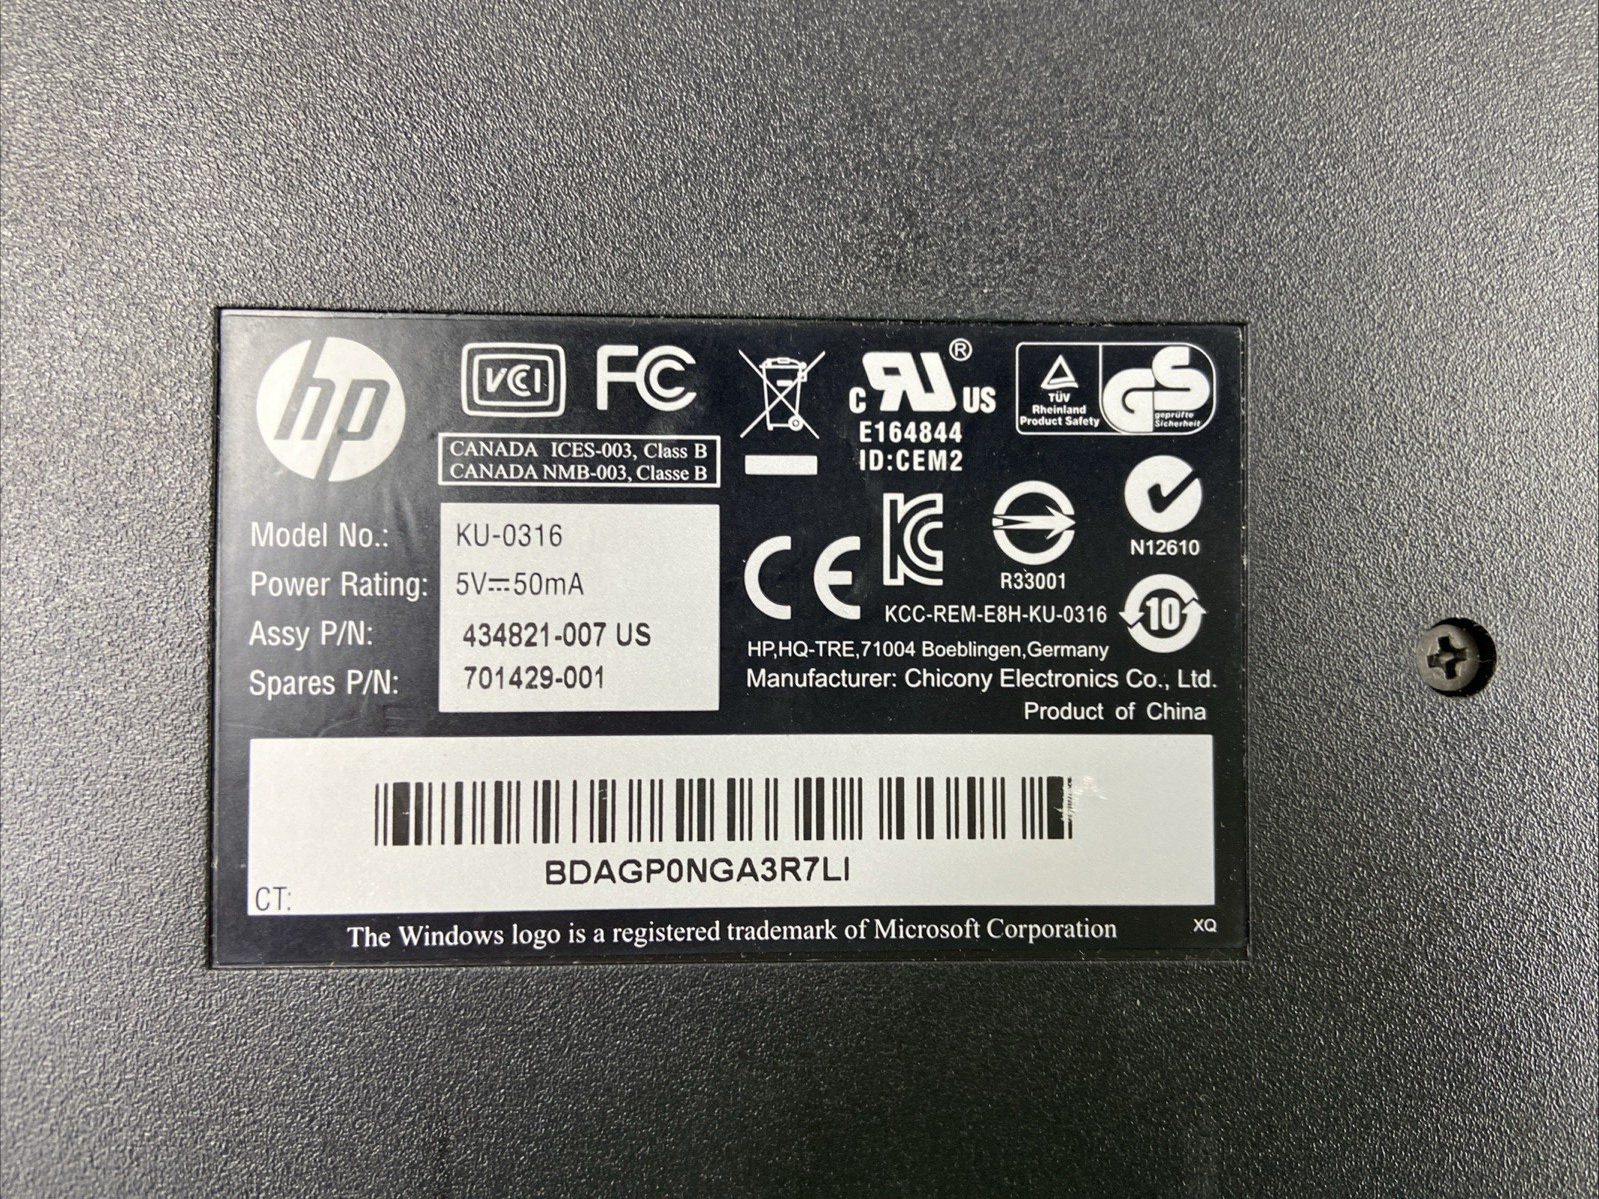 hp
VCCI
FC
CANADA ICES-003, Class B
CANADA NMB-003, Classe B
Model No.: KU-0316
Power Rating: 5V⎓50mA
Assy P/N: 434821-007 US
Spares P/N: 701429-001
c RU® US
E164844
ID:CEM2
TÜV
Rheinland
Product Safety
GS
geprüfte
Sicherheit
CE
KC
R33001
N12610
10
KCC-REM-E8H-KU-0316
HP,HQ-TRE,71004 Boeblingen,Germany
Manufacturer: Chicony Electronics Co., Ltd.
Product of China
BDAGP0NGA3R7LI
CT:
The Windows logo is a registered trademark of Microsoft Corporation
XQ